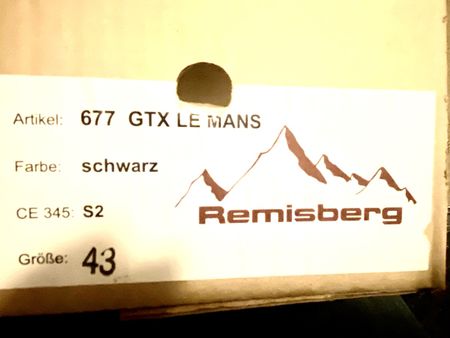 Artikel: 677 GTX LE MANS
Farbe: schwarz
CE 345: S2
Remisberg
Größe: 43